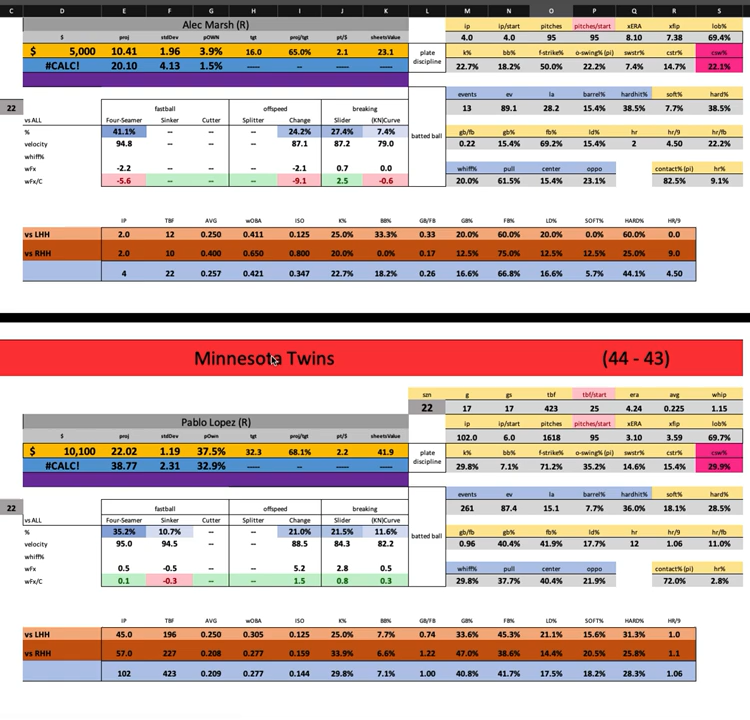 C D E F G H I J K L M N O P Q R S
Alec Marsh (R) ip ip/start pitches pitches/start xERA xfip lob%
$ proj stdDev pOWN tgt proj/tgt pt/$ sheetsValue 4.0 4.0 95 95 8.10 7.38 69.4%
$ 5,000 10.41 1.96 3.9% 16.0 65.0% 2.1 23.1 plate discipline k% bb% f-strike% o-swing% (pi) swstr% cstr% csw%
#CALC! 20.10 4.13 1.5% ---- -- ---- 22.7% 18.2% 50.0% 22.2% 7.4% 14.7% 22.1%
events ev la barrel% hardhit% soft% hard%
22 fastball offspeed breaking 13 89.1 28.2 15.4% 38.5% 7.7% 38.5%
vs ALL Four-Seamer Sinker Cutter Splitter Change Slider (KN)Curve
% 41.1% -- -- -- 24.2% 27.4% 7.4% batted ball gb/fb gb% fb% ld% hr hr/9 hr/fb
velocity 94.8 -- -- -- 87.1 87.2 79.0 0.22 15.4% 69.2% 15.4% 2 4.50 22.2%
whiff%
wFx -2.2 -- -- -- -2.1 0.7 0.0 whiff% pull center oppo contact% (pi) hr%
wFx/C -5.6 -- -- -- -9.1 2.5 -0.6 20.0% 61.5% 15.4% 23.1% 82.5% 9.1%
IP TBF AVG wOBA ISO K% BB% GB/FB GB% FB% LD% SOFT% HARD% HR/9
vs LHH 2.0 12 0.250 0.411 0.125 25.0% 33.3% 0.33 20.0% 60.0% 20.0% 0.0% 60.0% 0.0
vs RHH 2.0 10 0.400 0.650 0.800 20.0% 0.0% 0.17 12.5% 75.0% 12.5% 12.5% 25.0% 9.0
4 22 0.257 0.421 0.347 22.7% 18.2% 0.26 16.6% 66.8% 16.6% 5.7% 44.1% 4.50
Minnesota Twins (44 - 43)
szn g gs tbf tbf/start era avg whip
22 17 17 423 25 4.24 0.225 1.15
Pablo Lopez (R) ip ip/start pitches pitches/start xERA xfip lob%
$ proj stdDev pOwn tgt proj/tgt pt/$ sheetsValue 102.0 6.0 1618 95 3.10 3.59 69.7%
$ 10,100 22.02 1.19 37.5% 32.3 68.1% 2.2 41.9 plate discipline k% bb% f-strike% o-swing% (pi) swstr% cstr% csw%
#CALC! 38.77 2.31 32.9% ---- -- ---- 29.8% 7.1% 71.2% 35.2% 14.6% 15.4% 29.9%
events ev la barrel% hardhit% soft% hard%
22 fastball offspeed breaking 261 87.4 15.1 7.7% 36.0% 18.1% 28.5%
vs ALL Four-Seamer Sinker Cutter Splitter Change Slider (KN)Curve
% 35.2% 10.7% -- -- 21.0% 21.5% 11.6% batted ball gb/fb gb% fb% ld% hr hr/9 hr/fb
velocity 95.0 94.5 -- -- 88.5 84.3 82.2 0.96 40.4% 41.9% 17.7% 12 1.06 11.0%
whiff%
wFx 0.5 -0.5 -- -- 5.2 2.8 0.5 whiff% pull center oppo contact% (pi) hr%
wFx/C 0.1 -0.3 -- -- 1.5 0.8 0.3 29.8% 37.7% 40.4% 21.9% 72.0% 2.8%
IP TBF AVG wOBA ISO K% BB% GB/FB GB% FB% LD% SOFT% HARD% HR/9
vs LHH 45.0 196 0.250 0.305 0.125 25.0% 7.7% 0.74 33.6% 45.3% 21.1% 15.6% 31.3% 1.0
vs RHH 57.0 227 0.208 0.277 0.159 33.9% 6.6% 1.22 47.0% 38.6% 14.4% 20.5% 25.8% 1.1
102 423 0.209 0.277 0.144 29.8% 7.1% 1.00 40.8% 41.7% 17.5% 18.2% 28.3% 1.06